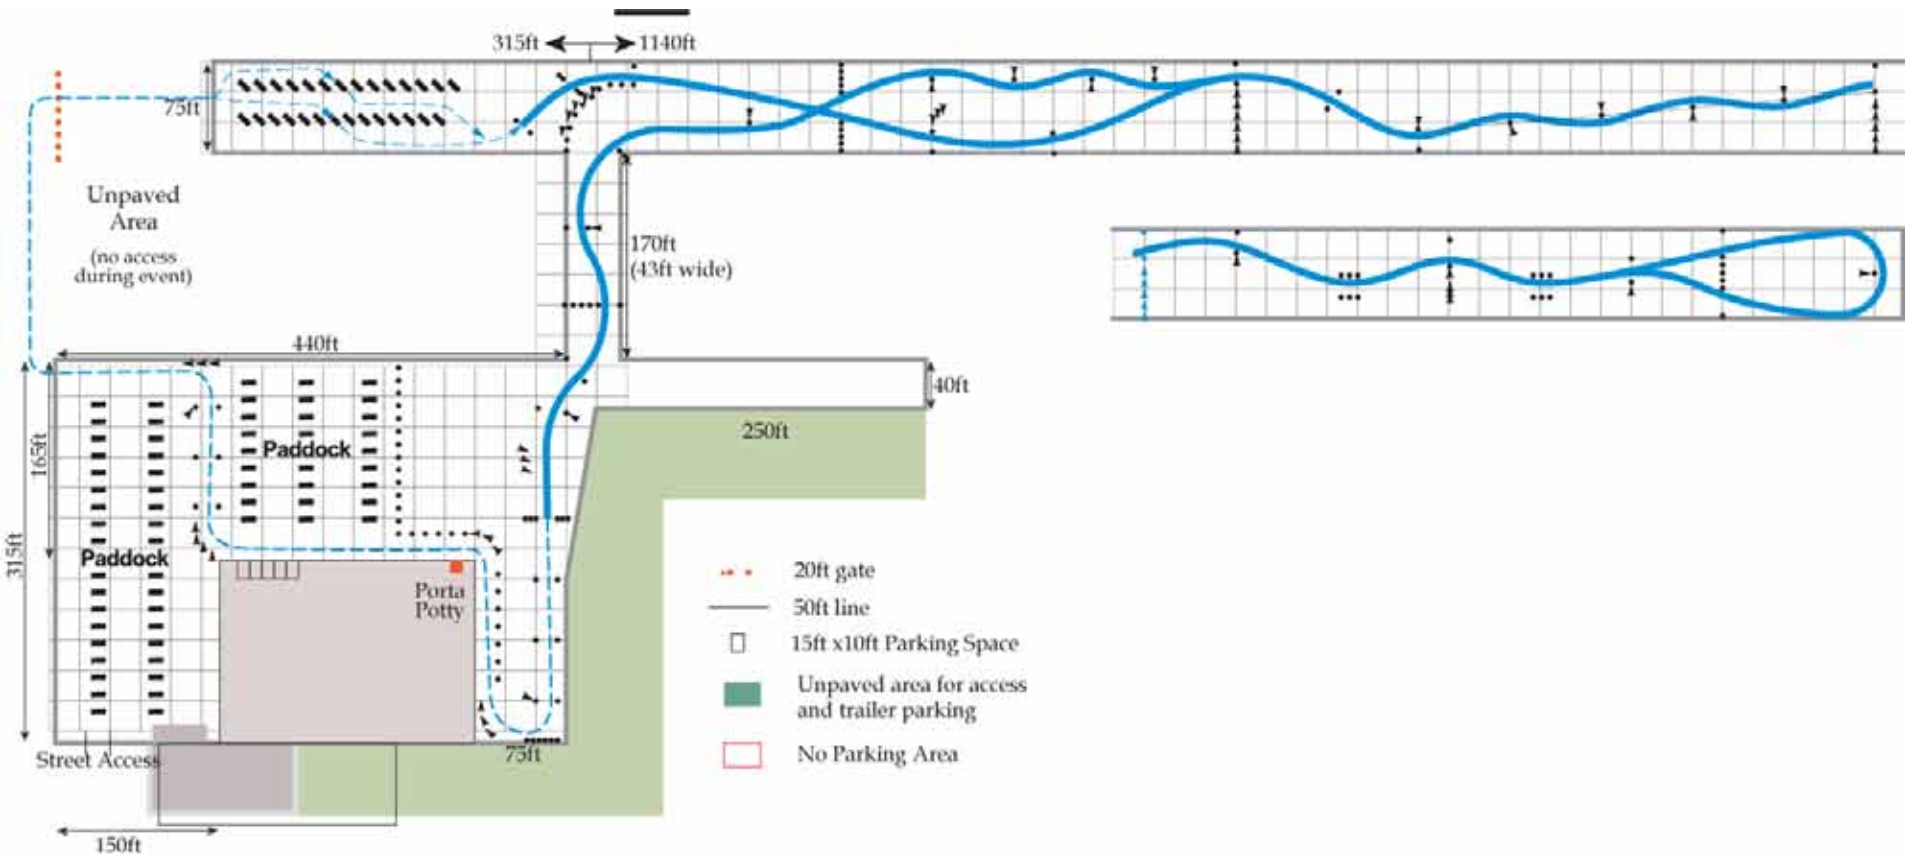 315ft
1140ft
75ft
Unpaved
Area
(no access
during event)
170ft
(43ft wide)
440ft
40ft
250ft
165ft
Paddock
315ft
Paddock
Porta
Potty
20ft gate
50ft line
15ft x10ft Parking Space
Unpaved area for access
and trailer parking
No Parking Area
75ft
Street Access
150ft